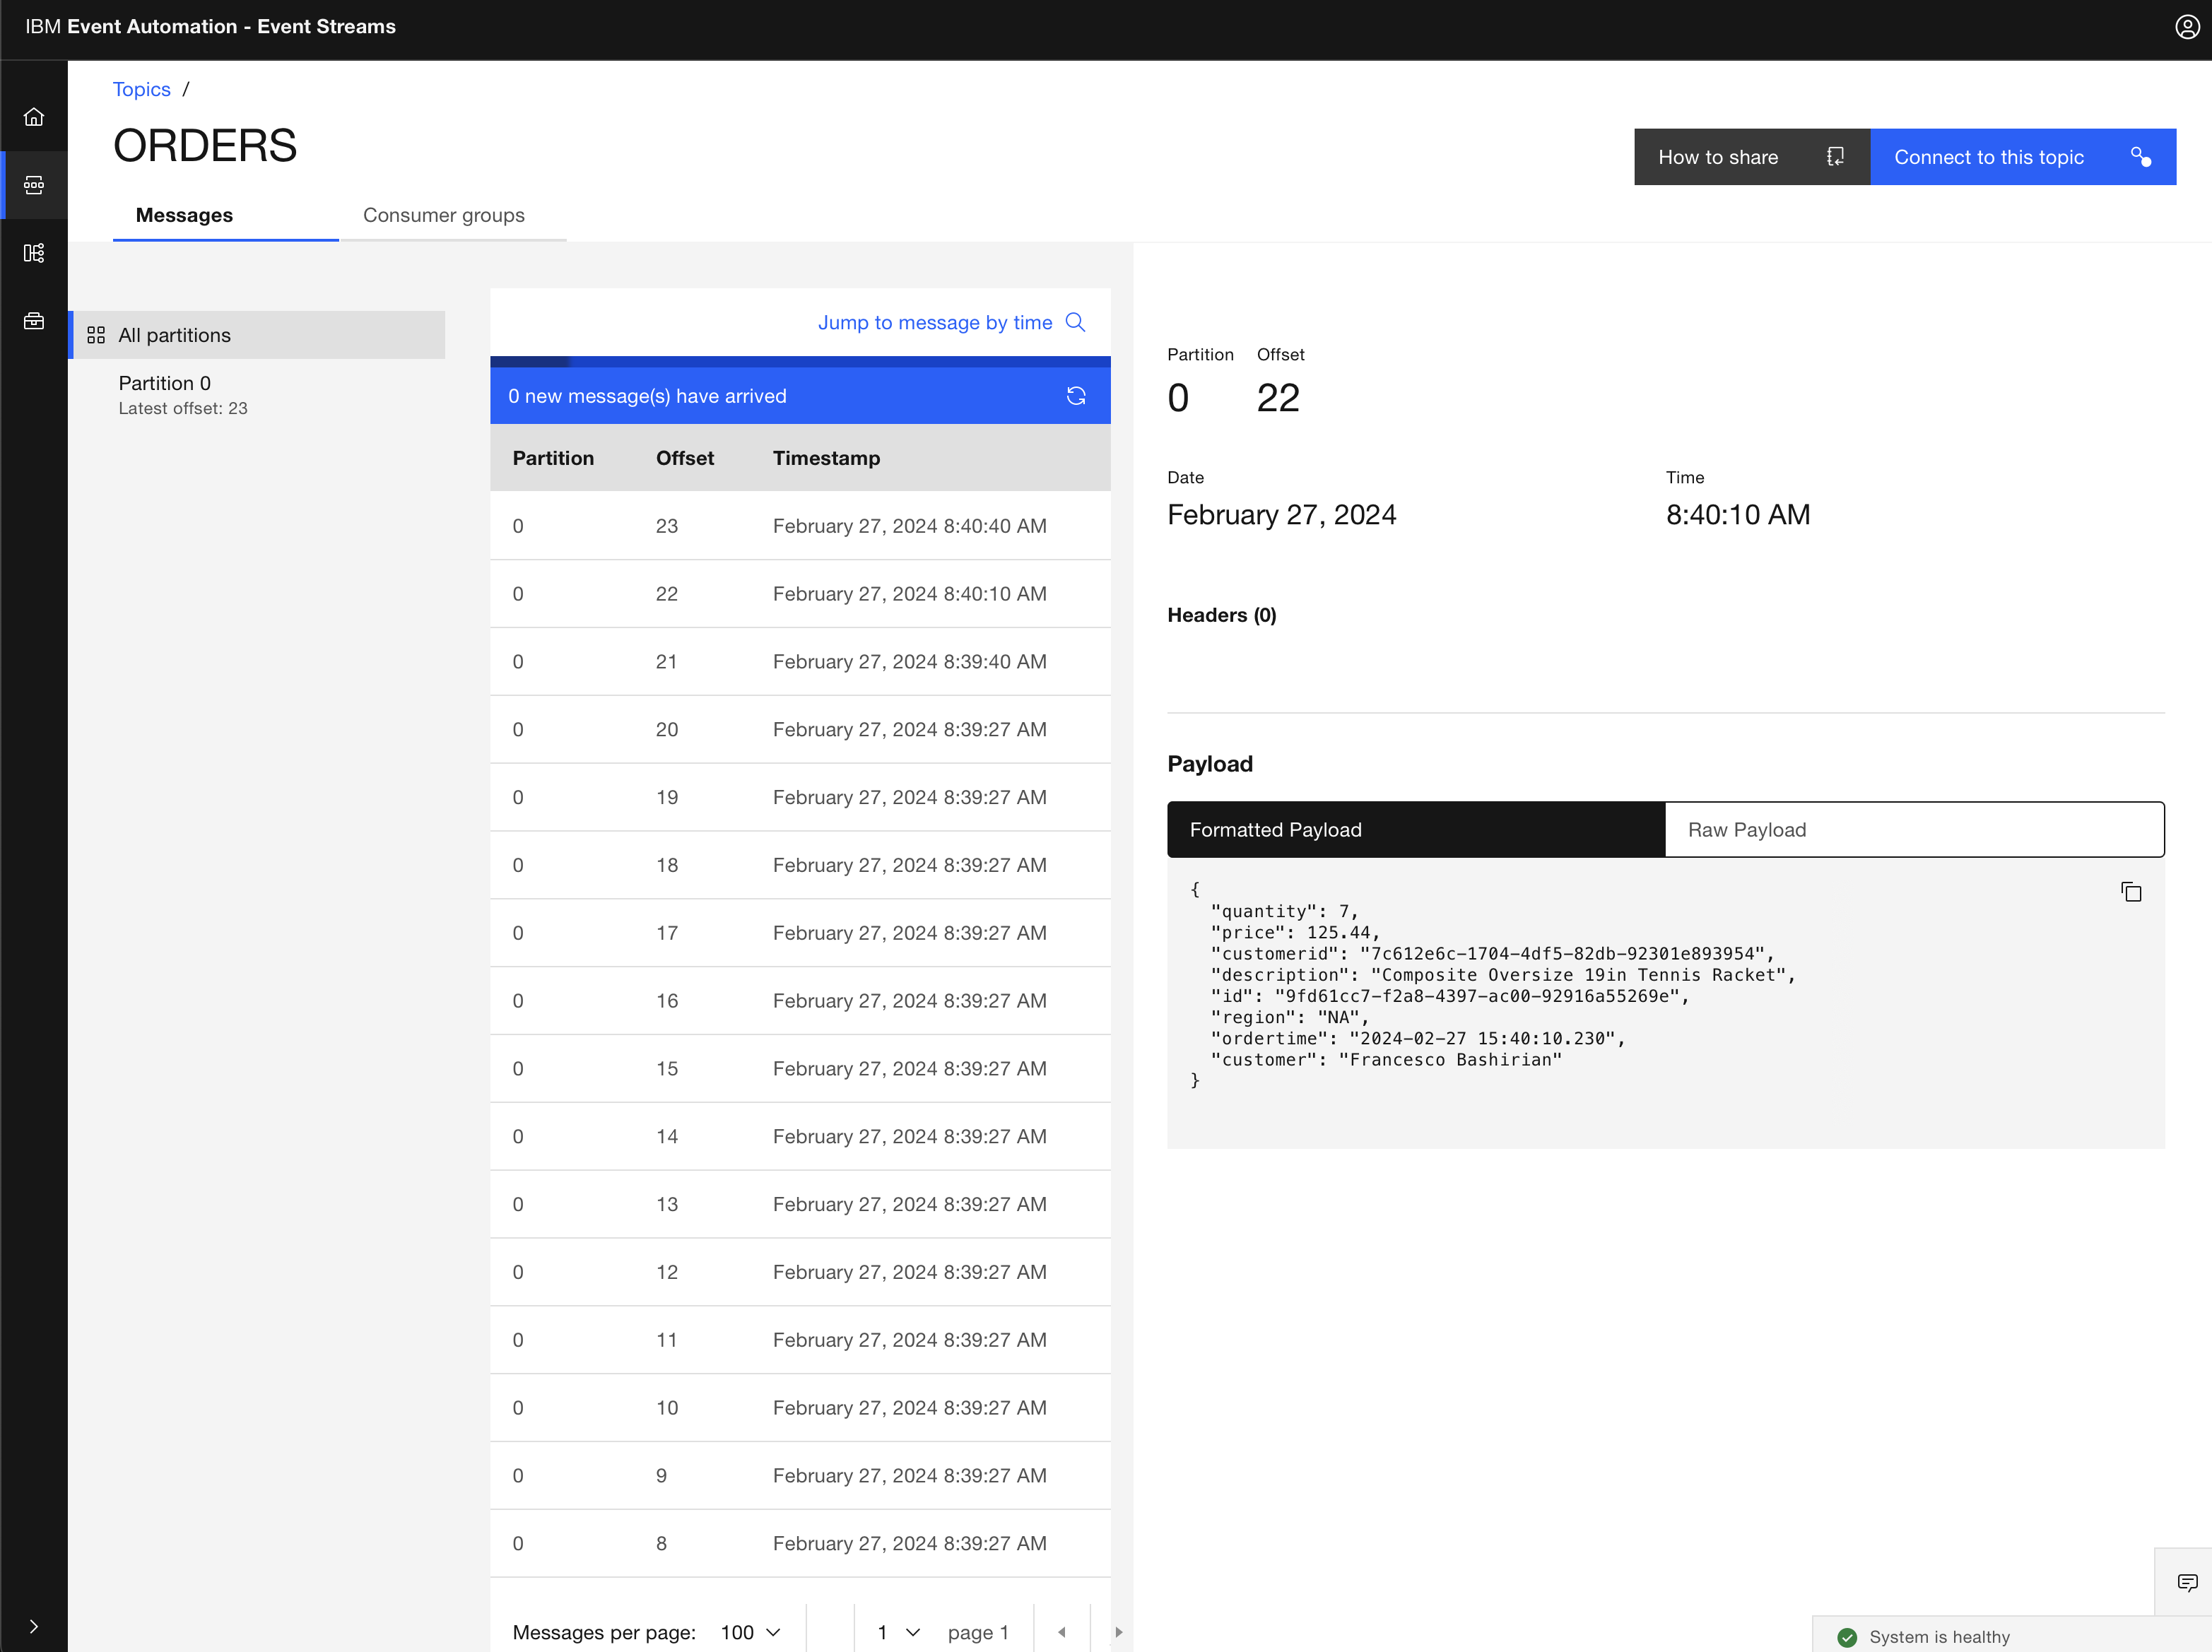 IBM Event Automation - Event Streams
Topics /
ORDERS
How to share
Connect to this topic
Messages
Consumer groups
All partitions
Partition 0
Latest offset: 23
Jump to message by time
0 new message(s) have arrived
Partition Offset Timestamp
0 23 February 27, 2024 8:40:40 AM
0 22 February 27, 2024 8:40:10 AM
0 21 February 27, 2024 8:39:40 AM
0 20 February 27, 2024 8:39:27 AM
0 19 February 27, 2024 8:39:27 AM
0 18 February 27, 2024 8:39:27 AM
0 17 February 27, 2024 8:39:27 AM
0 16 February 27, 2024 8:39:27 AM
0 15 February 27, 2024 8:39:27 AM
0 14 February 27, 2024 8:39:27 AM
0 13 February 27, 2024 8:39:27 AM
0 12 February 27, 2024 8:39:27 AM
0 11 February 27, 2024 8:39:27 AM
0 10 February 27, 2024 8:39:27 AM
0 9 February 27, 2024 8:39:27 AM
0 8 February 27, 2024 8:39:27 AM
Messages per page: 100 1 page 1
Partition Offset
0 22
Date Time
February 27, 2024 8:40:10 AM
Headers (0)
Payload
Formatted Payload Raw Payload
{
"quantity": 7,
"price": 125.44,
"customerid": "7c612e6c-1704-4df5-82db-92301e893954",
"description": "Composite Oversize 19in Tennis Racket",
"id": "9fd61cc7-f2a8-4397-ac00-92916a55269e",
"region": "NA",
"ordertime": "2024-02-27 15:40:10.230",
"customer": "Francesco Bashirian"
}
System is healthy